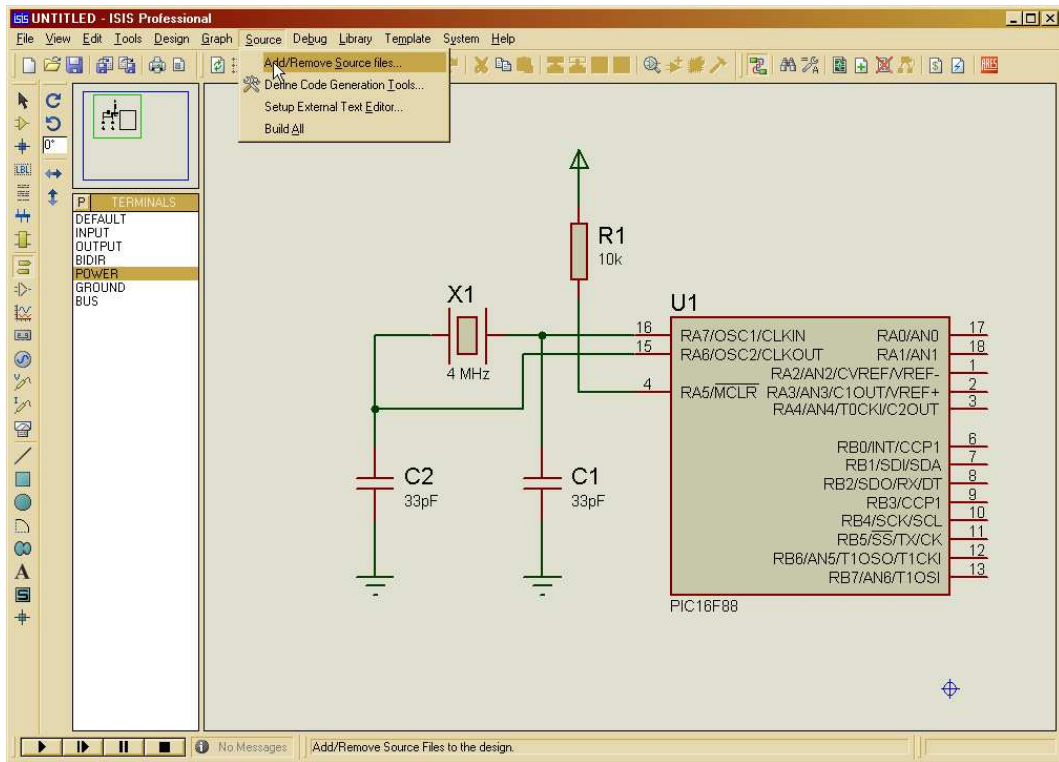 isis UNTITLED - ISIS Professional
File View Edit Tools Design Graph Source Debug Library Template System Help
Add/Remove Source files...
Define Code Generation Tools...
Setup External Text Editor...
Build All
ARES
0°
LBL
P TERMINALS
DEFAULT
INPUT
OUTPUT
BIDIR
POWER
GROUND
BUS
A
S
R1
10k
X1
4 MHz
C2
33pF
C1
33pF
U1
16 RA7/OSC1/CLKIN RA0/AN0 17
15 RA6/OSC2/CLKOUT RA1/AN1 18
RA2/AN2/CVREF/VREF- 1
4 RA5/MCLR RA3/AN3/C1OUT/VREF+ 2
RA4/AN4/T0CKI/C2OUT 3
RB0/INT/CCP1 6
RB1/SDI/SDA 7
RB2/SDO/RX/DT 8
RB3/CCP1 9
RB4/SCK/SCL 10
RB5/SS/TX/CK 11
RB6/AN5/T1OSO/T1CKI 12
RB7/AN6/T1OSI 13
PIC16F88
No Messages Add/Remove Source Files to the design.